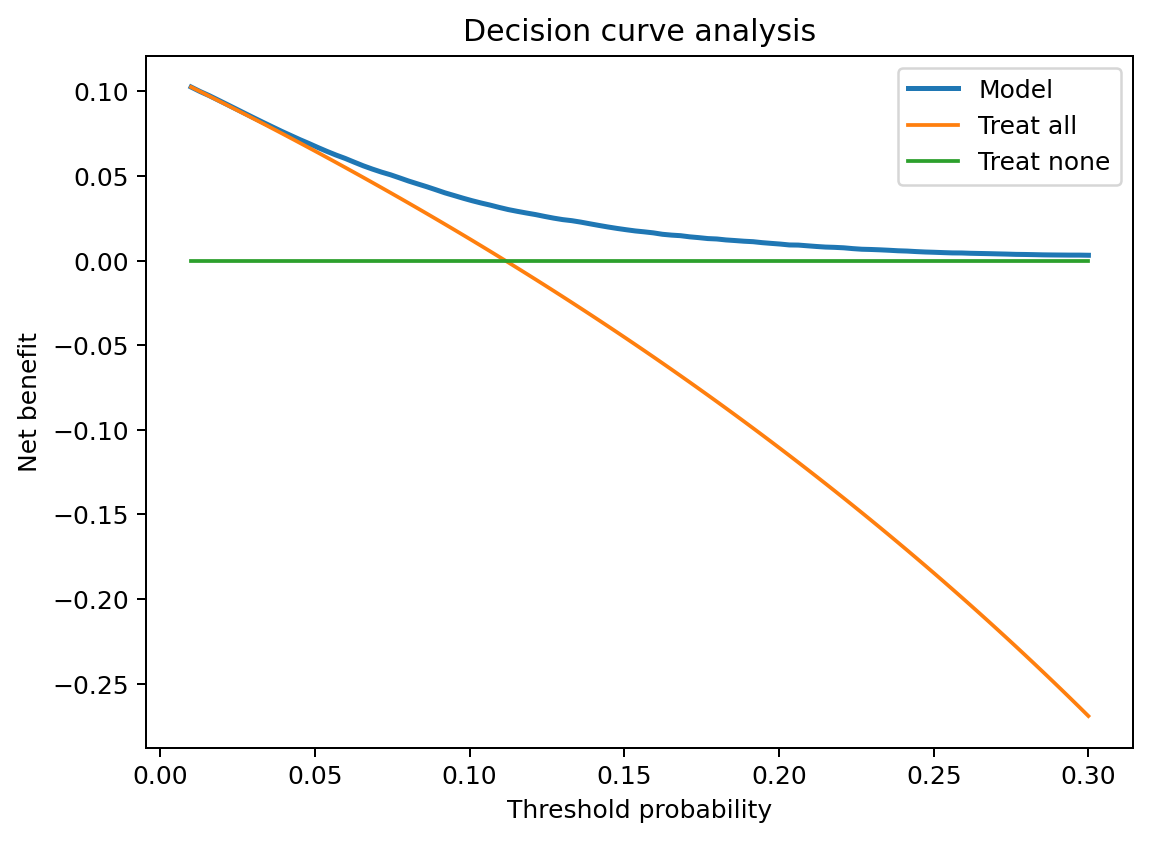 Decision curve analysis
Model
Treat all
Treat none
0.10
0.05
0.00
−0.05
−0.10
−0.15
−0.20
−0.25
Net benefit
0.00 0.05 0.10 0.15 0.20 0.25 0.30
Threshold probability